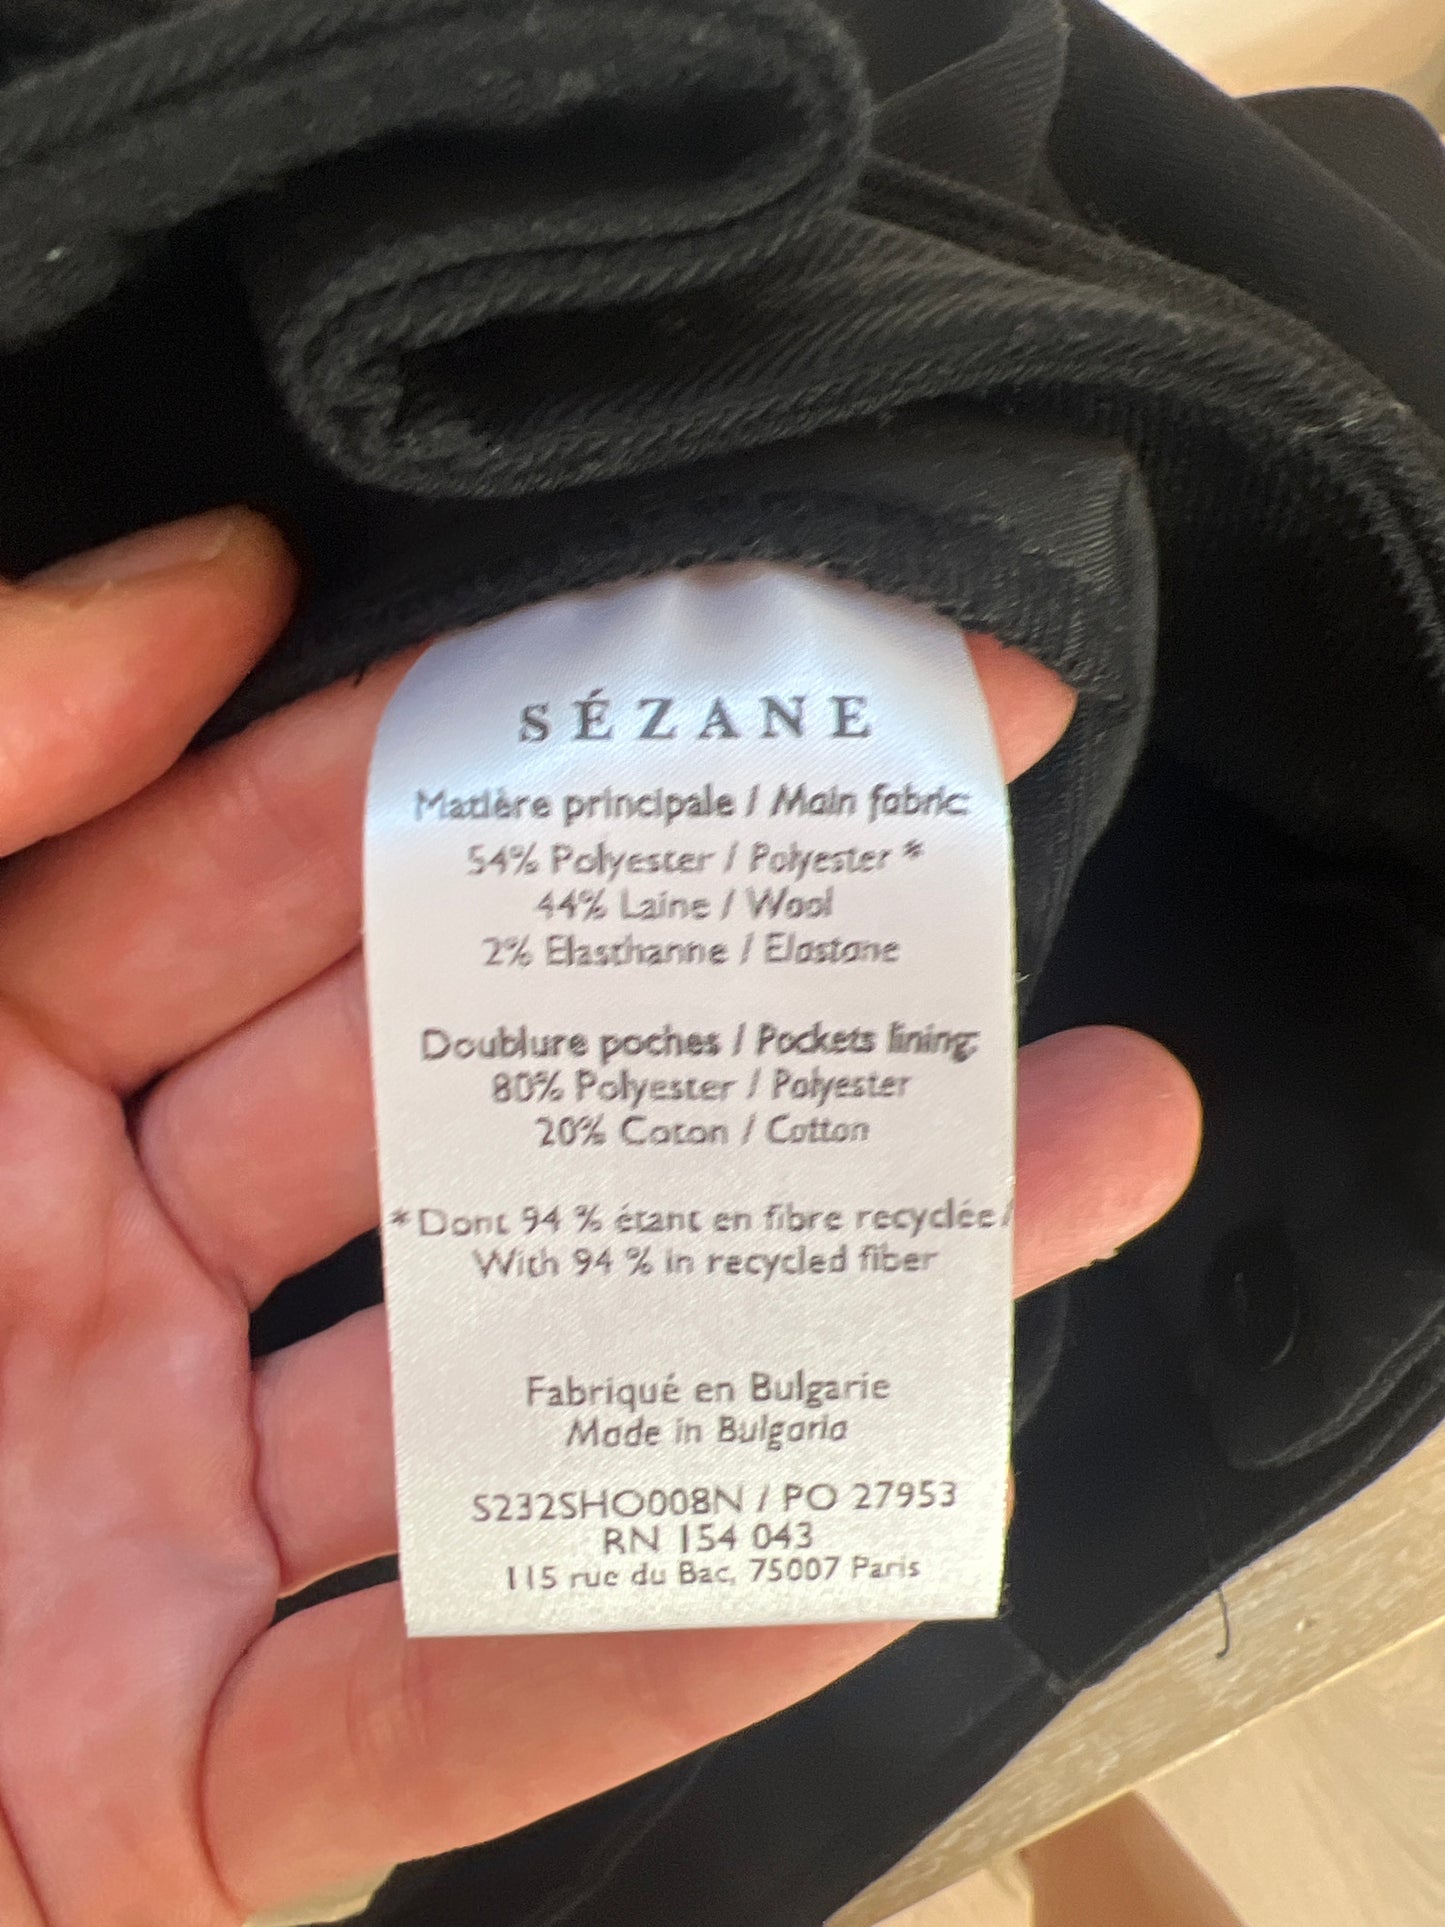 SÉZANE
Matière principale / Main fabric:
54% Polyester / Polyester *
44% Laine / Wool
2% Elasthanne / Elastane
Doublure poches / Pockets lining:
80% Polyester / Polyester
20% Coton / Cotton
*Dont 94 % étant en fibre recyclée /
With 94 % in recycled fiber
Fabriqué en Bulgarie
Made in Bulgaria
S232SHO008N / PO 27953
RN 154 043
115 rue du Bac, 75007 Paris